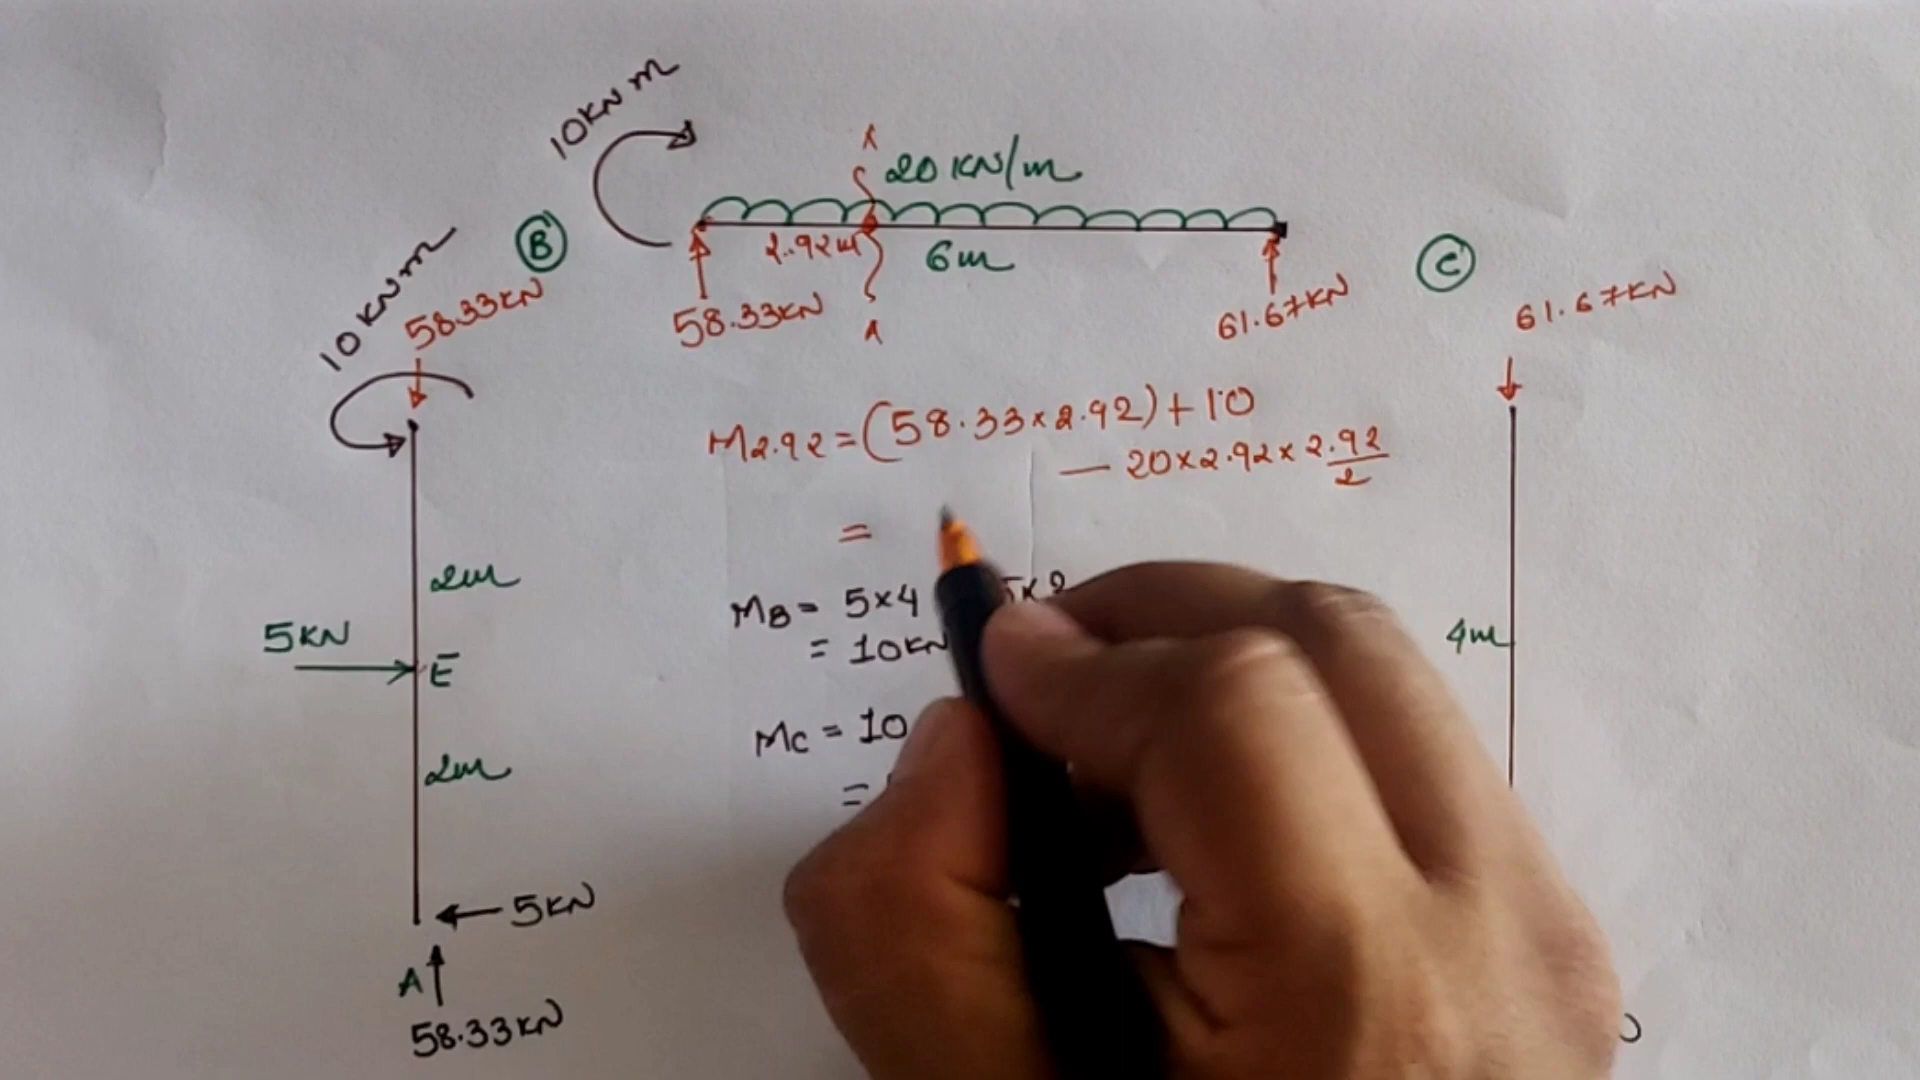 10KN m
X
20 KN/m
B
2.92m
6m
C
10 KN m
58.33KN
58.33KN
X
61.67KN
61.67KN
M2.92 = (58.33×2.92) + 10
— 20×2.92× 2.92/2
=
2m
MB = 5×4
= 10KN
5KN
E
4m
MC = 10
=
2m
5KN
A
58.33KN